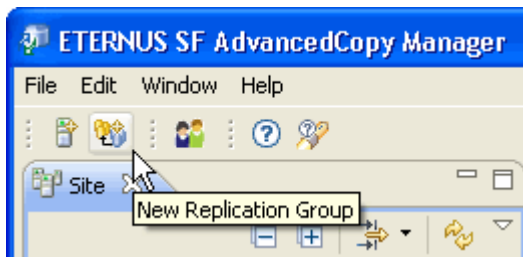 ETERNUS SF AdvancedCopy Manager
File Edit Window Help
Site
New Replication Group